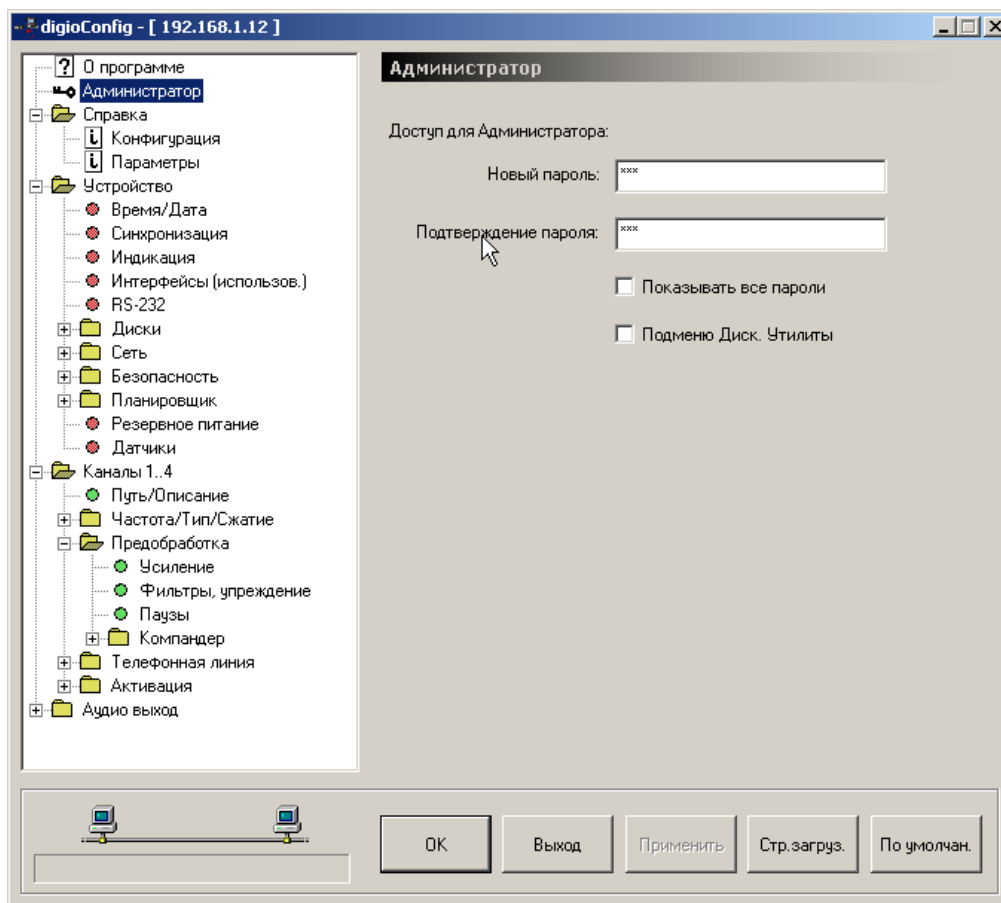 digioConfig - [ 192.168.1.12 ]
? О программе
Администратор
Справка
i Конфигурация
i Параметры
Устройство
Время/Дата
Синхронизация
Индикация
Интерфейсы (использов.)
RS-232
Диски
Сеть
Безопасность
Планировщик
Резервное питание
Датчики
Каналы 1..4
Путь/Описание
Частота/Тип/Сжатие
Предобработка
Усиление
Фильтры, упреждение
Паузы
Компандер
Телефонная линия
Активация
Аудио выход
Администратор
Доступ для Администратора:
Новый пароль: ***
Подтверждение пароля: ***
Показывать все пароли
Подменю Диск. Утилиты
OK
Выход
Применить
Стр.загруз.
По умолчан.